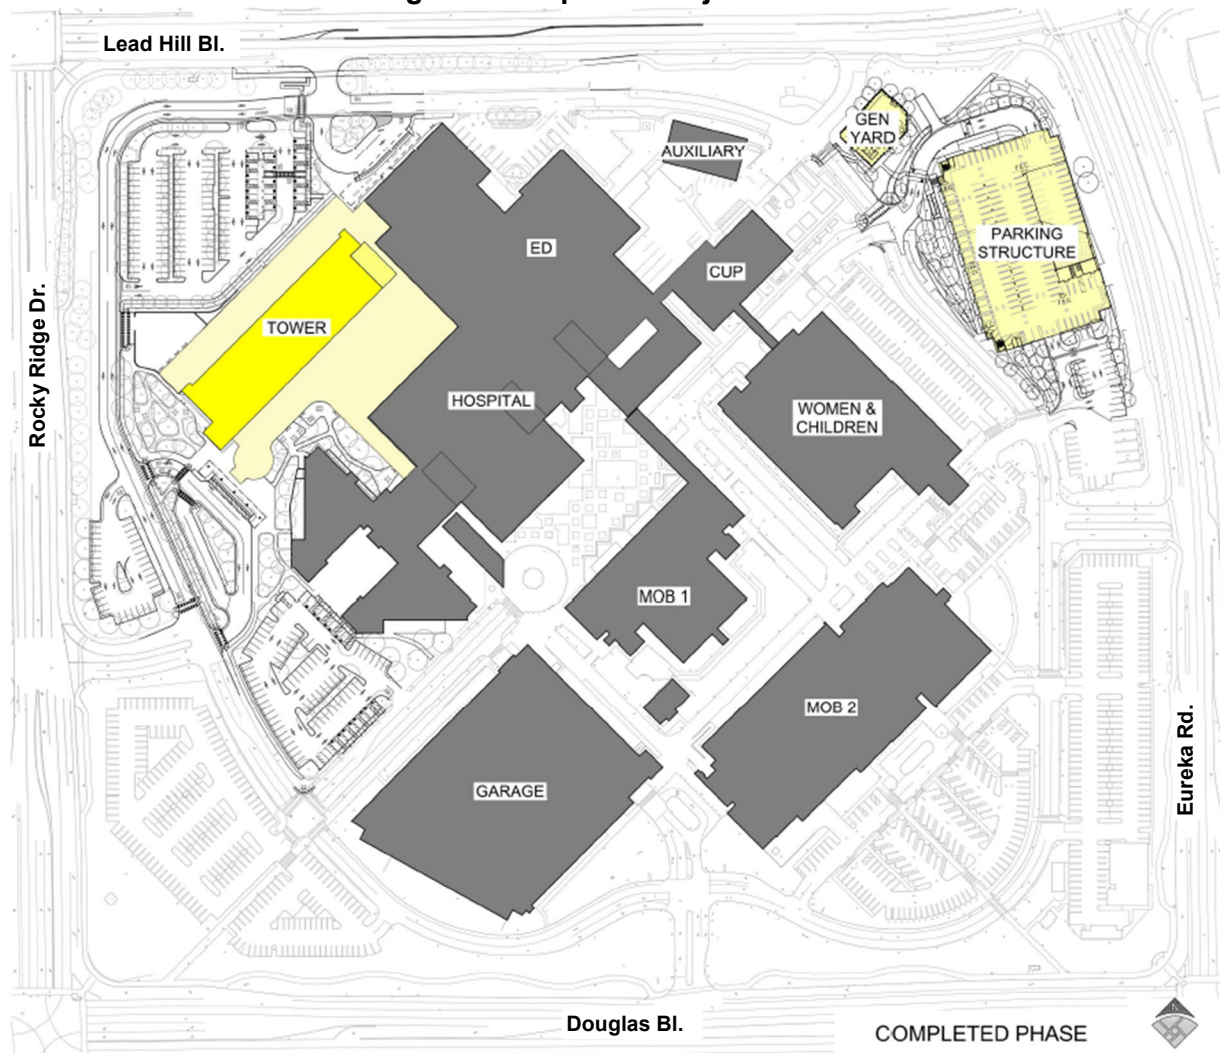 Lead Hill Bl.
GEN
YARD
AUXILIARY
PARKING
STRUCTURE
ED
CUP
TOWER
Rocky Ridge Dr.
HOSPITAL
WOMEN &
CHILDREN
MOB 1
MOB 2
Eureka Rd.
GARAGE
Douglas Bl.
COMPLETED PHASE
N